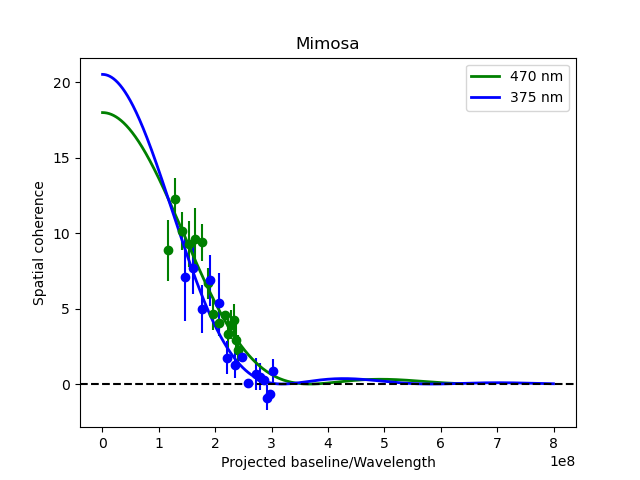 Mimosa
470 nm
375 nm
20
15
10
5
0
Spatial coherence
0 1 2 3 4 5 6 7 8
1e8
Projected baseline/Wavelength